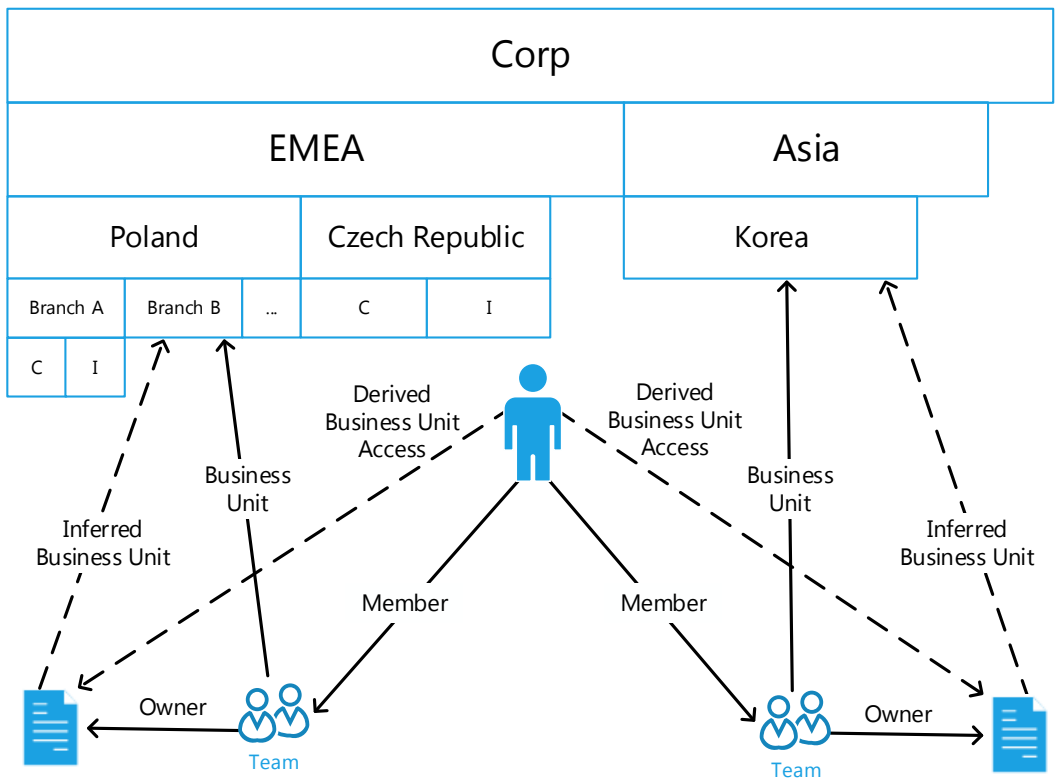 Corp
EMEA
Asia
Poland
Czech Republic
Korea
Branch A
Branch B
...
C
I
C
I
Derived
Business Unit
Access
Derived
Business Unit
Access
Business
Unit
Business
Unit
Inferred
Business Unit
Inferred
Business Unit
Member
Member
Owner
Owner
Team
Team